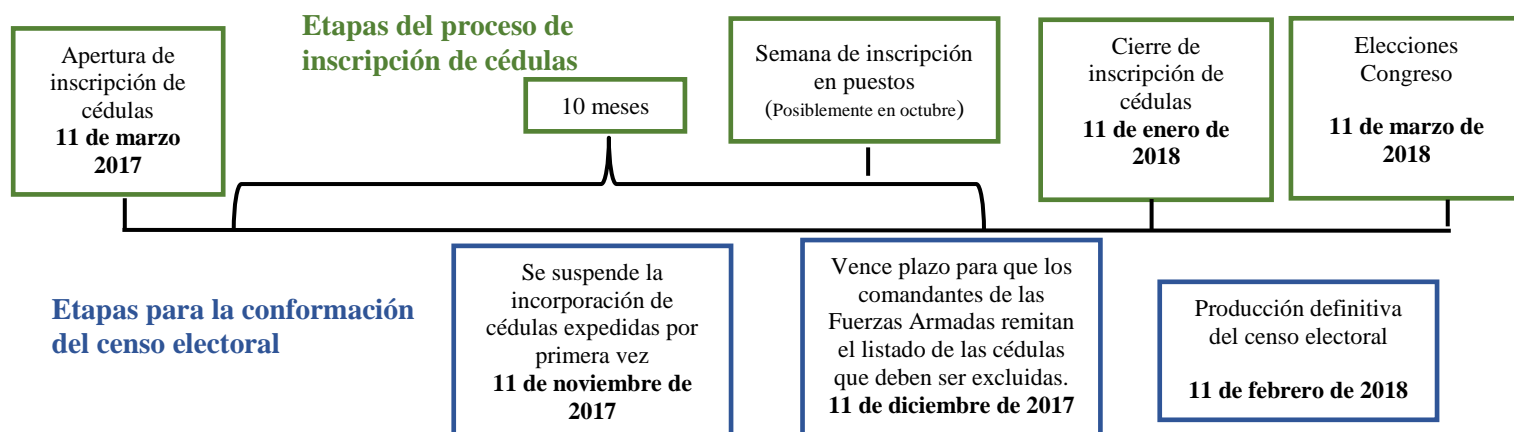 Etapas del proceso de
inscripción de cédulas
Apertura de
inscripción de
cédulas
11 de marzo
2017
10 meses
Semana de inscripción
en puestos
(Posiblemente en octubre)
Cierre de
inscripción de
cédulas
11 de enero de
2018
Elecciones
Congreso
11 de marzo de
2018
Etapas para la conformación
del censo electoral
Se suspende la
incorporación de
cédulas expedidas por
primera vez
11 de noviembre de
2017
Vence plazo para que los
comandantes de las
Fuerzas Armadas remitan
el listado de las cédulas
que deben ser excluidas.
11 de diciembre de 2017
Producción definitiva
del censo electoral
11 de febrero de 2018